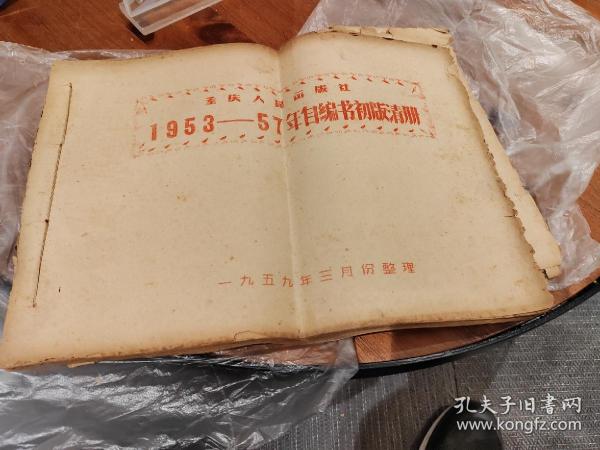 重庆人民出版社
1953—57年自编书初版清册
一九五九年三月份整理
孔夫子旧书网
www.kongfz.com